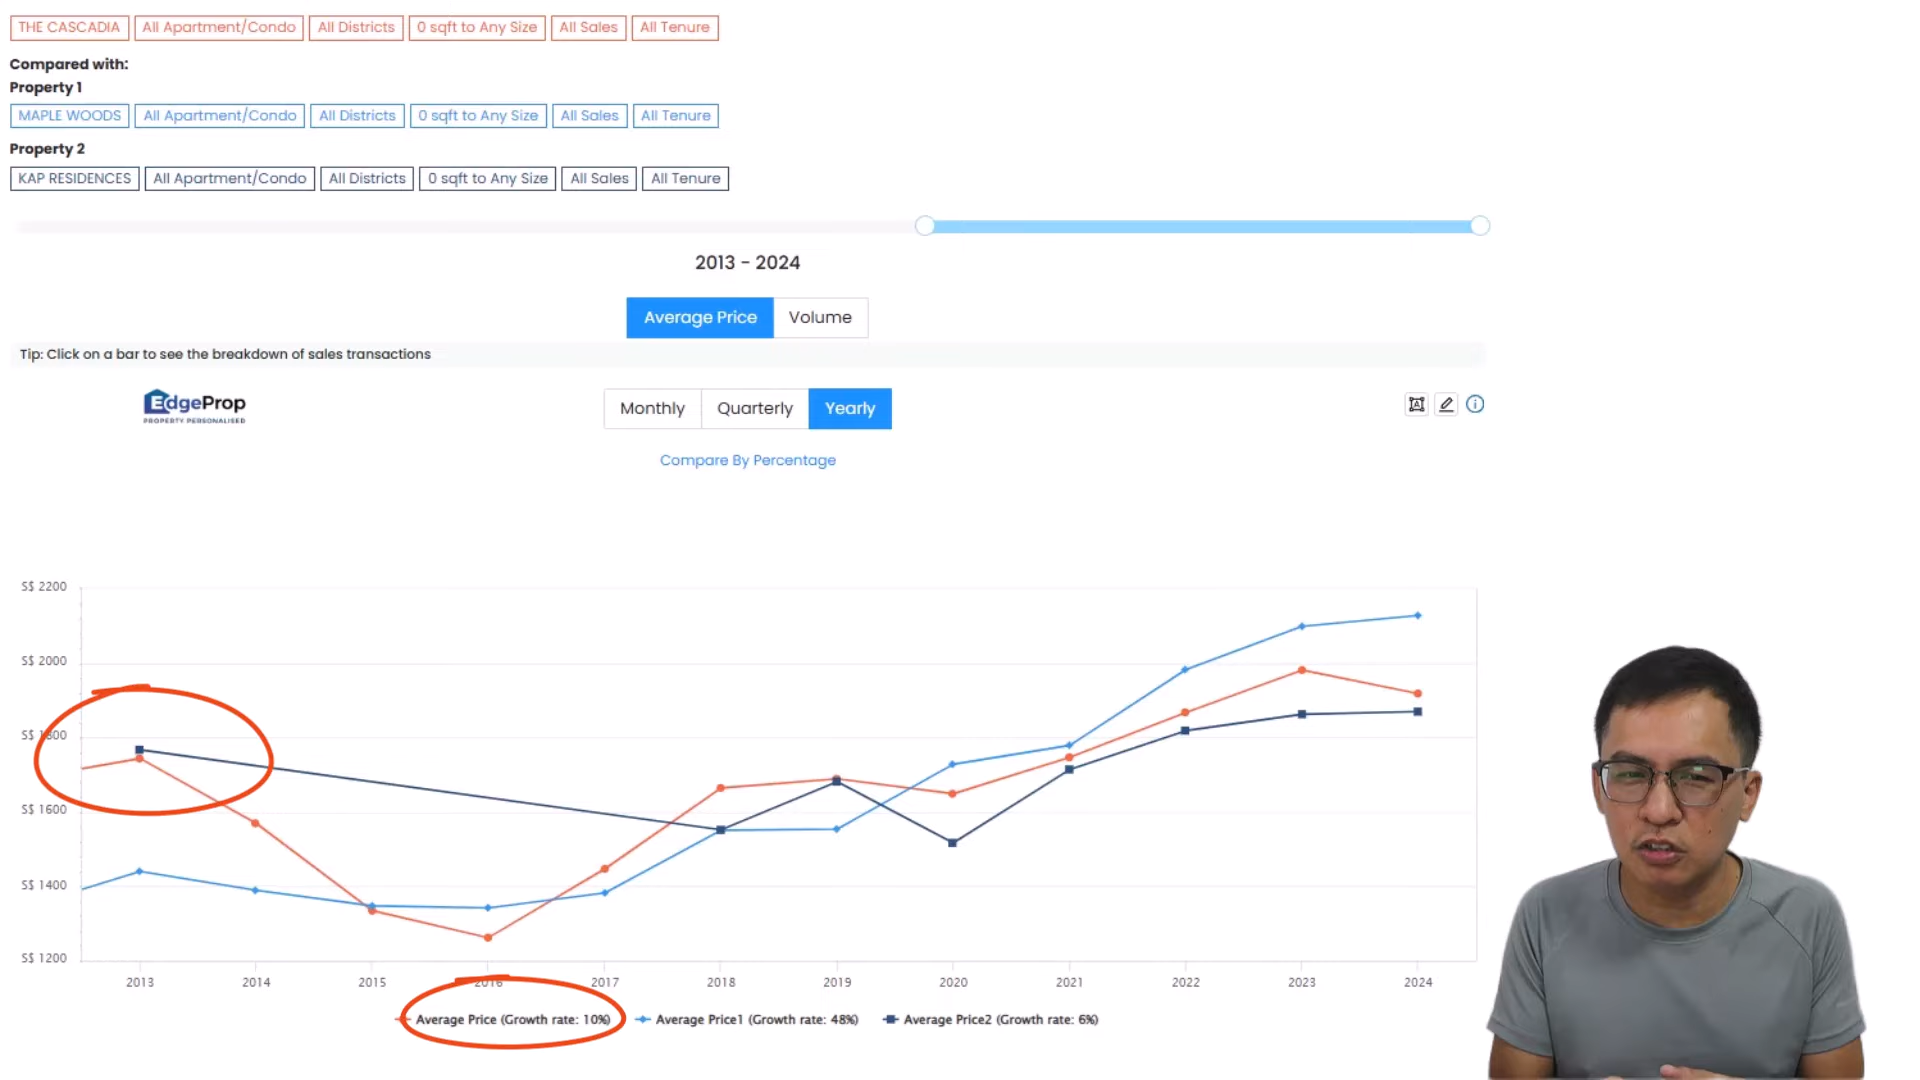 THE CASCADIA All Apartment/Condo All Districts 0 sqft to Any Size All Sales All Tenure
Compared with:
Property 1
MAPLE WOODS All Apartment/Condo All Districts 0 sqft to Any Size All Sales All Tenure
Property 2
KAP RESIDENCES All Apartment/Condo All Districts 0 sqft to Any Size All Sales All Tenure
2013 - 2024
Average Price Volume
Tip: Click on a bar to see the breakdown of sales transactions
EdgeProp
PROPERTY PERSONALISED
Monthly Quarterly Yearly
Compare By Percentage
S$ 2200
S$ 2000
S$ 1800
S$ 1600
S$ 1400
S$ 1200
2013 2014 2015 2016 2017 2018 2019 2020 2021 2022 2023 2024
Average Price (Growth rate: 10%) Average Price1 (Growth rate: 48%) Average Price2 (Growth rate: 6%)